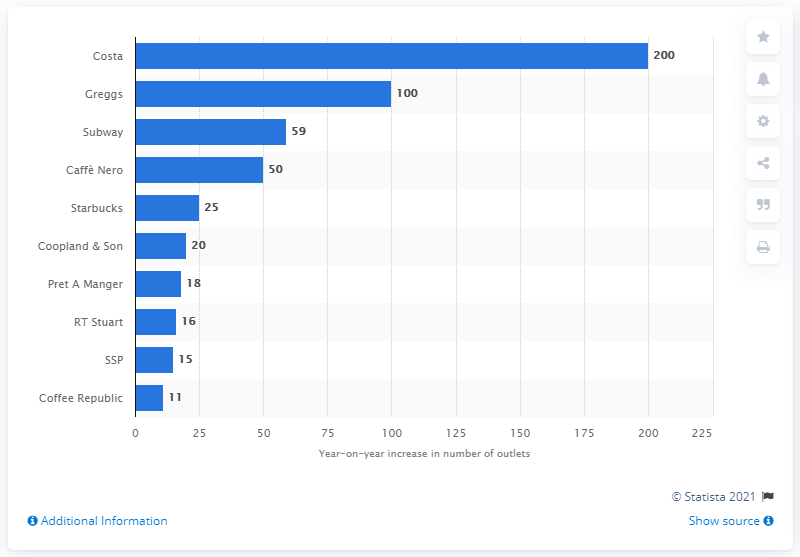 Costa 200
Greggs 100
Subway 59
Caffè Nero 50
Starbucks 25
Coopland & Son 20
Pret A Manger 18
RT Stuart 16
SSP 15
Coffee Republic 11
0 25 50 75 100 125 150 175 200 225
Year-on-year increase in number of outlets
© Statista 2021
Additional Information Show source